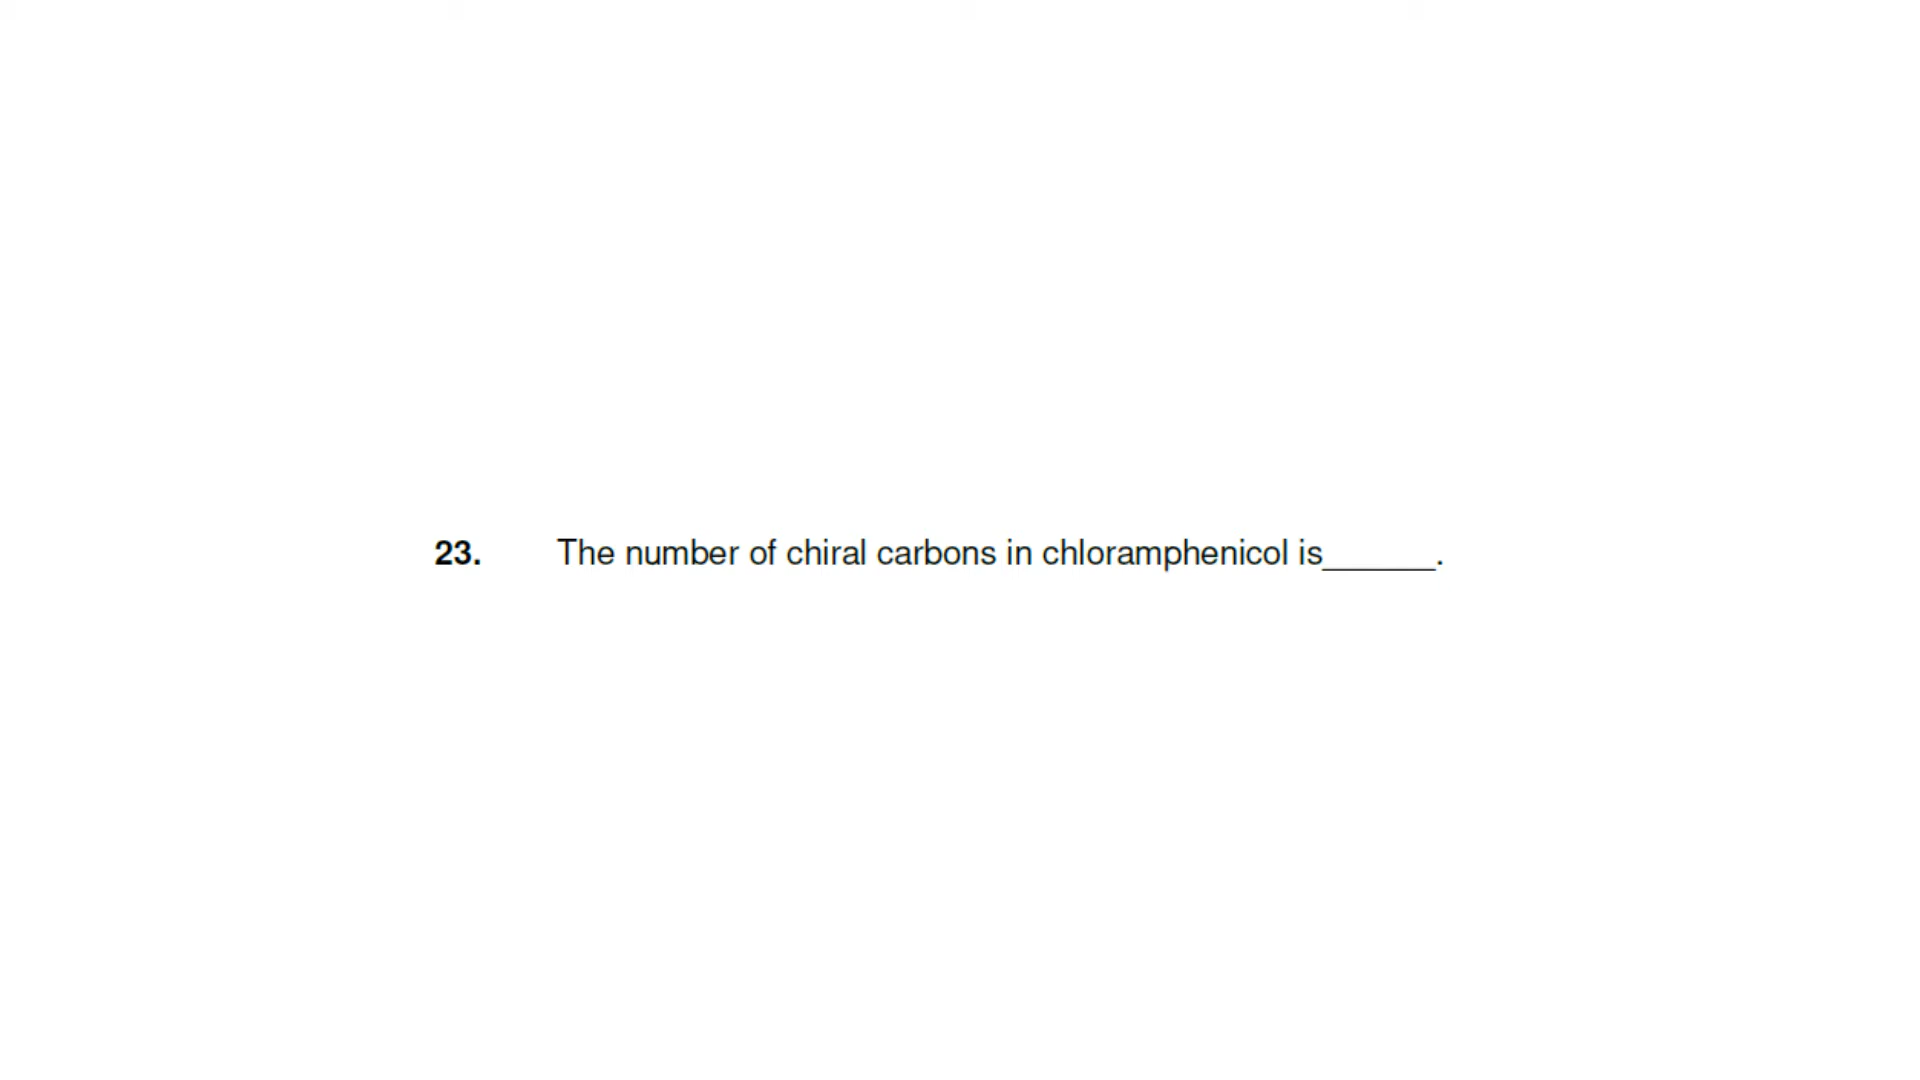 23. The number of chiral carbons in chloramphenicol is______.